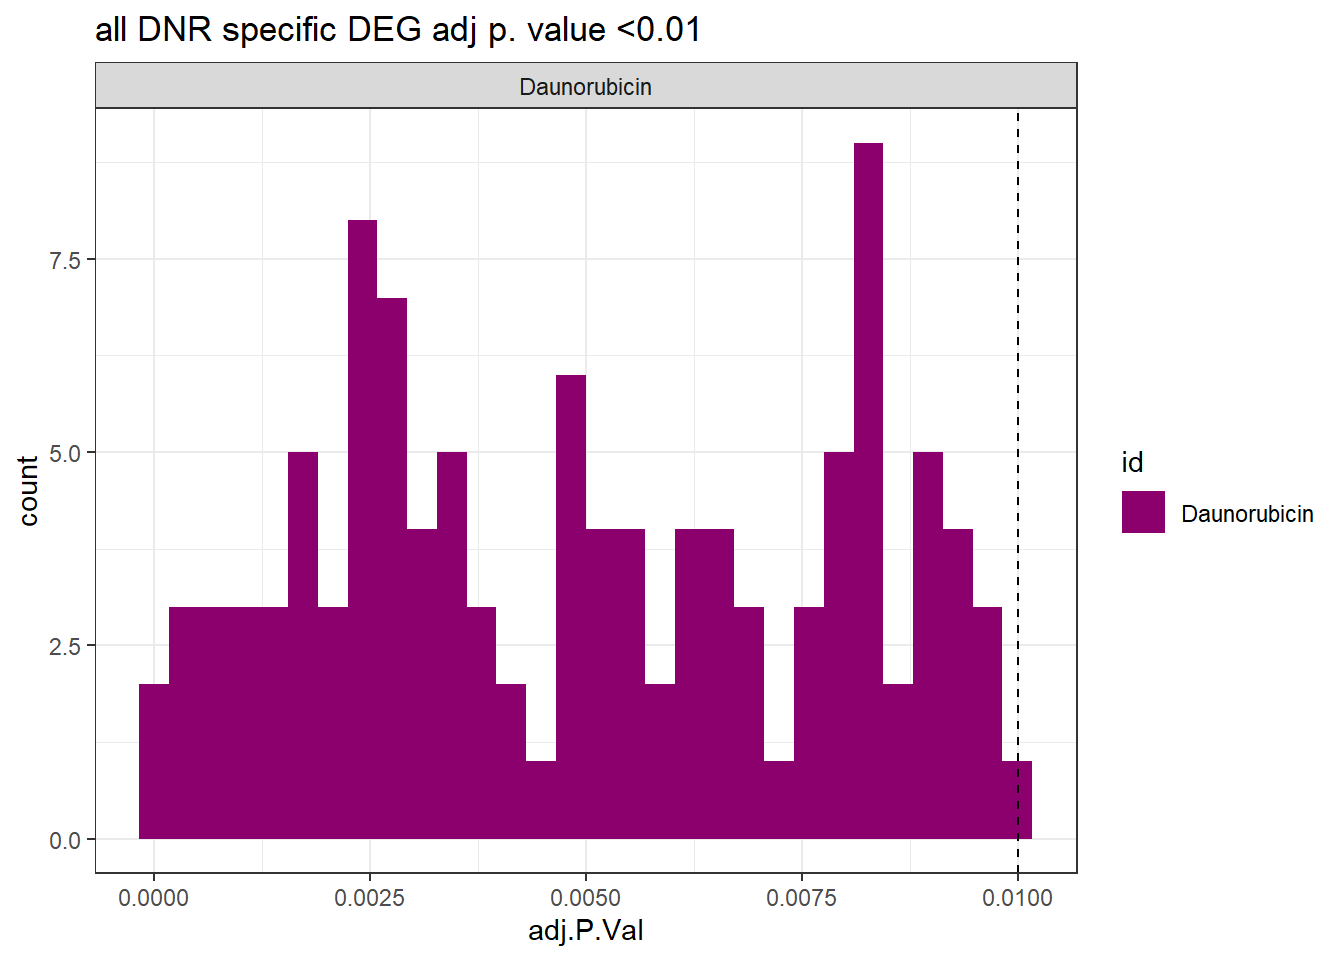 all DNR specific DEG adj p. value <0.01
Daunorubicin
7.5
5.0
2.5
0.0
count
0.0000 0.0025 0.0050 0.0075 0.0100
adj.P.Val
id
Daunorubicin